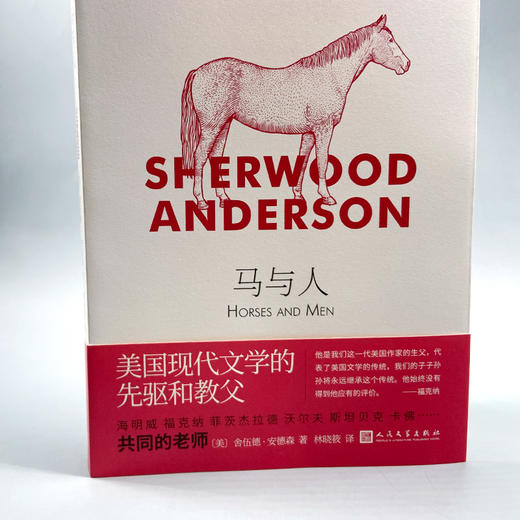 SHERWOOD
ANDERSON
马与人
HORSES AND MEN
美国现代文学的
先驱和教父
他是我们这一代美国作家的生父，代
表了美国文学的传统。我们的子子孙
孙将永远继承这个传统。他始终没有
得到他应有的评价。 ——福克纳
海明威 福克纳 菲茨杰拉德 沃尔夫 斯坦贝克 卡佛……
共同的老师 〔美〕舍伍德·安德森 著 林晓筱 译 人民文学出版社
PEOPLE'S LITERATURE PUBLISHING HOUSE